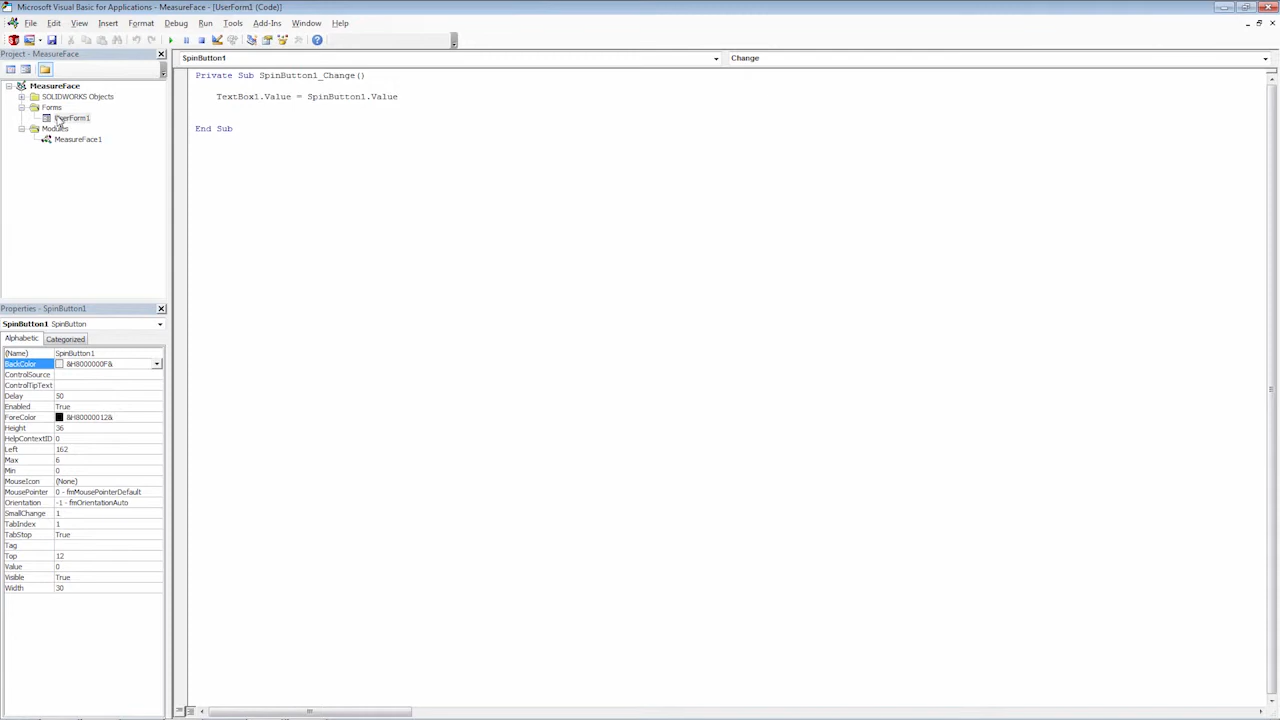 Microsoft Visual Basic for Applications - MeasureFace - [UserForm1 (Code)]
File Edit View Insert Format Debug Run Tools Add-Ins Window Help
Project - MeasureFace
MeasureFace
SOLIDWORKS Objects
Forms
UserForm1
Modules
MeasureFace1
SpinButton1 Change
Private Sub SpinButton1_Change()
TextBox1.Value = SpinButton1.Value
End Sub
Properties - SpinButton1
SpinButton1 SpinButton
Alphabetic Categorized
(Name) SpinButton1
BackColor &H8000000F&
ControlSource
ControlTipText
Delay 50
Enabled True
ForeColor &H80000012&
Height 36
HelpContextID 0
Left 162
Max 6
Min 0
MouseIcon (None)
MousePointer 0 - fmMousePointerDefault
Orientation -1 - fmOrientationAuto
SmallChange 1
TabIndex 1
TabStop True
Tag
Top 12
Value 0
Visible True
Width 30